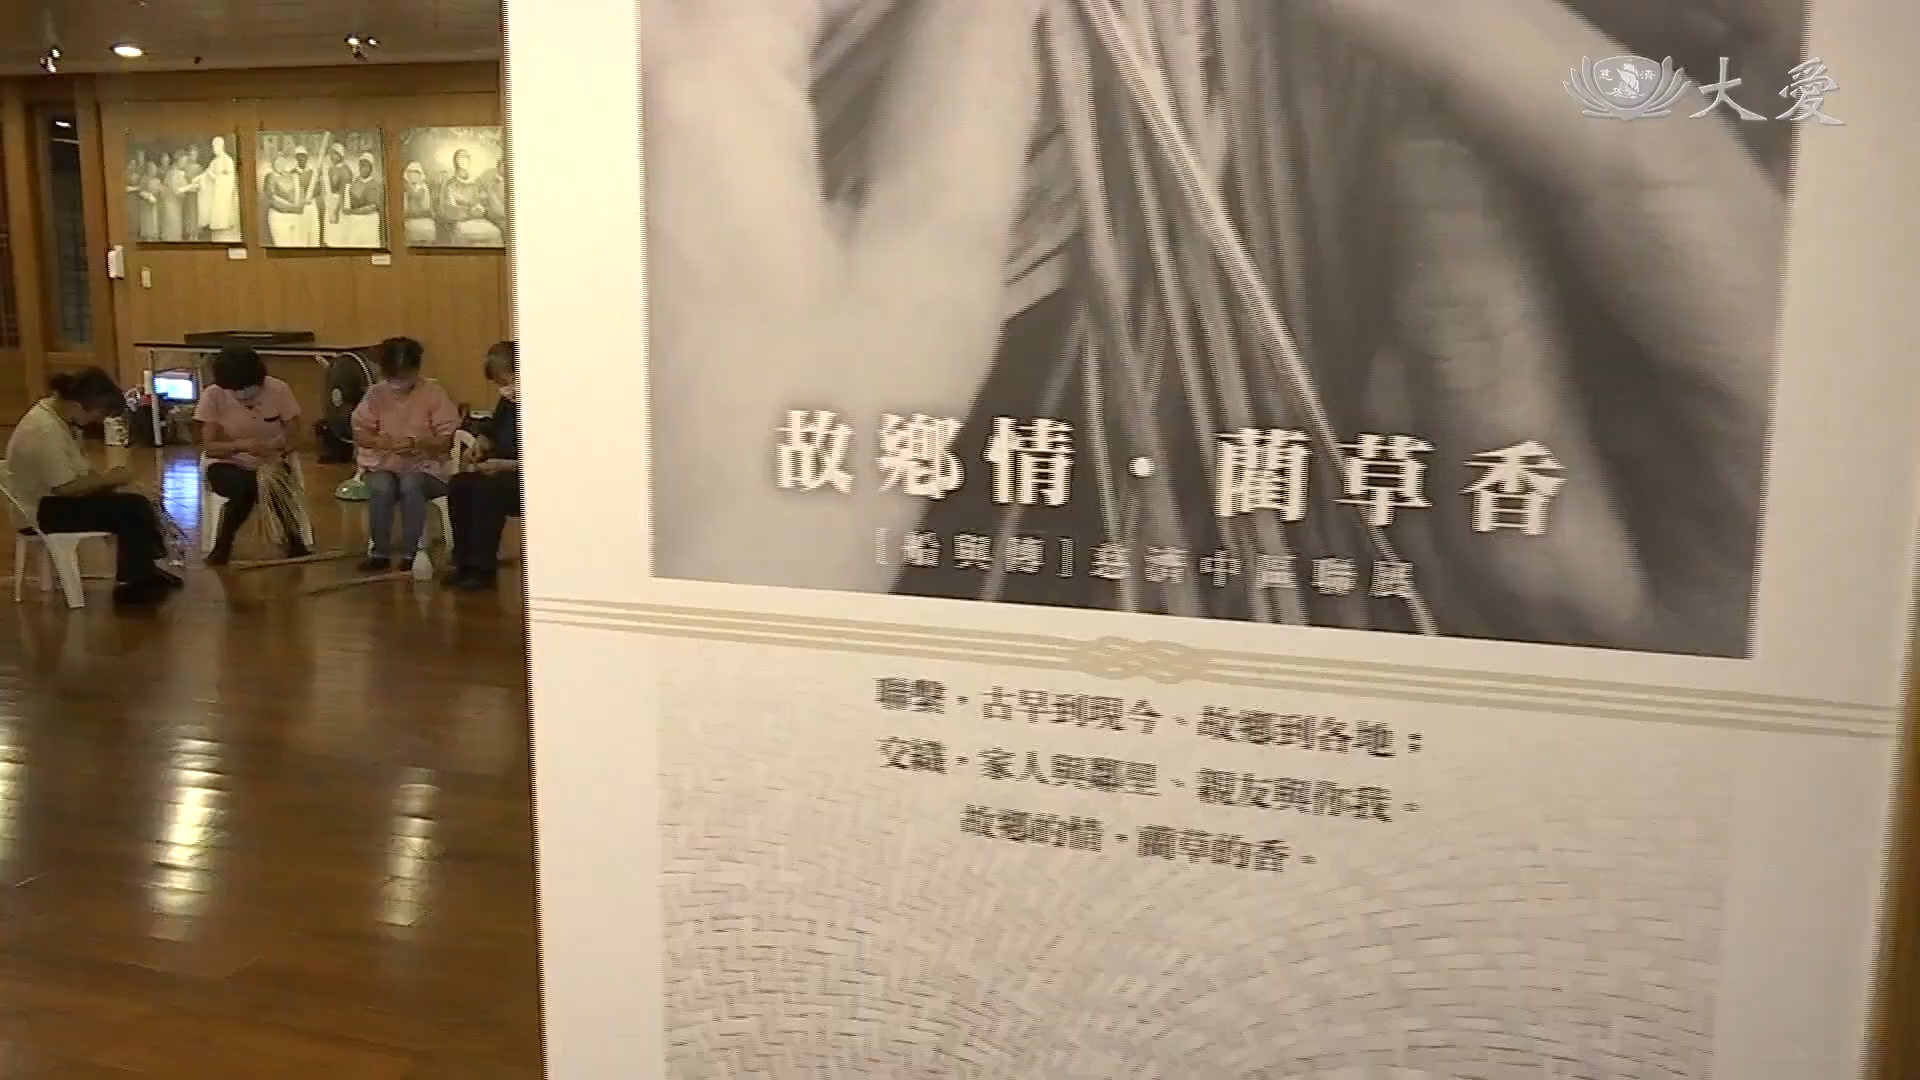 慈濟
大愛
故鄉情·藺草香
［船與傳］慈濟中區聯展
聯繫·古早到現今、故鄉到各地；
交織·家人與鄰里、親友與你我。
故鄉的情·藺草的香。